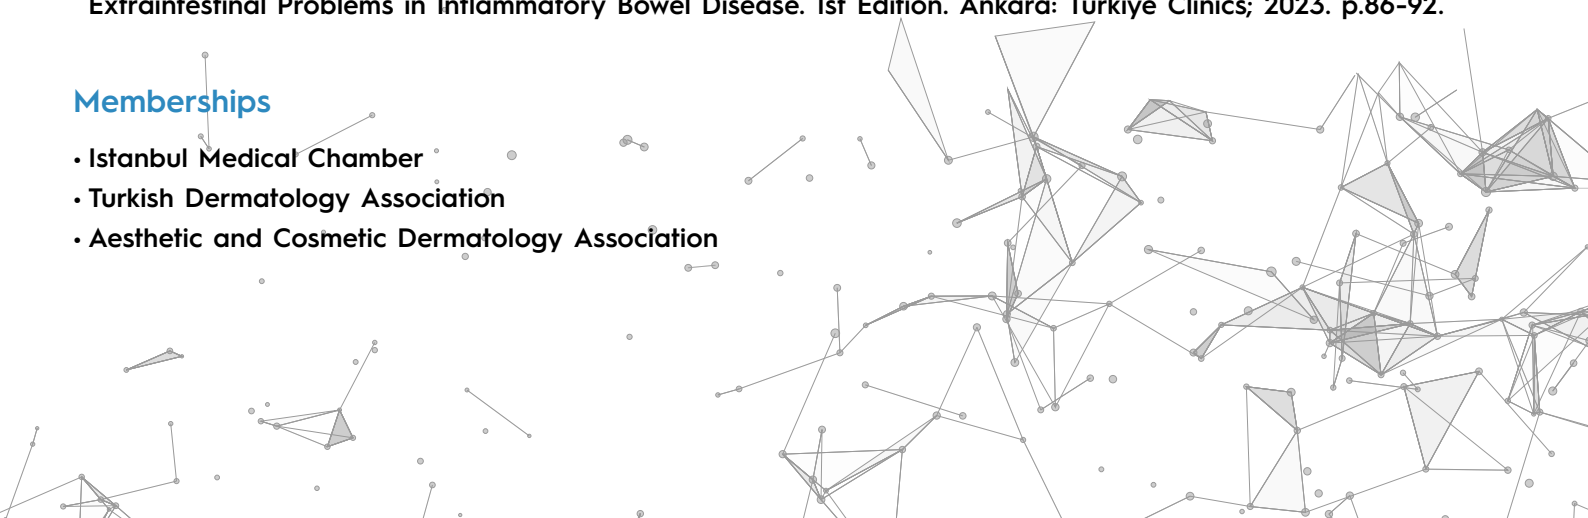 Extraintestinal Problems in Inflammatory Bowel Disease. 1st Edition. Ankara: Türkiye Clinics; 2023. p.86-92.
Memberships
• Istanbul Medical Chamber
• Turkish Dermatology Association
• Aesthetic and Cosmetic Dermatology Association